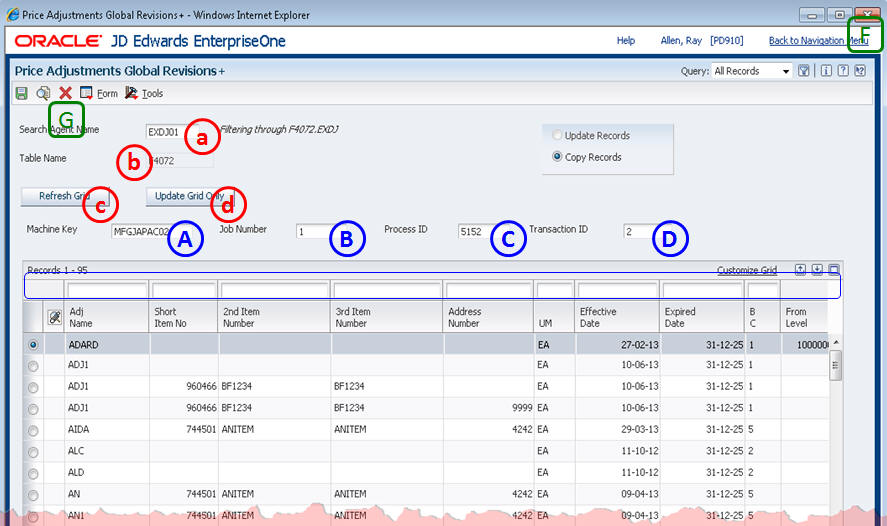 Price Adjustments Global Revisions+ - Windows Internet Explorer
ORACLE JD Edwards EnterpriseOne Help Allen, Ray [PD910] Back to Navigation Menu F
Price Adjustments Global Revisions+ Query: All Records
Form Tools
G
Search Agent Name EXDJ01 a Filtering through F4072.EXDJ Update Records
Table Name b F4072 Copy Records
Refresh Grid c Update Grid Only d
Machine Key MFGJAPAC02 A Job Number 1 B Process ID 5152 C Transaction ID 2 D
Records 1 - 95 Customize Grid
Adj Short 2nd Item 3rd Item Address Effective Expired B From
Name Item No Number Number Number UM Date Date C Level
ADARD EA 27-02-13 31-12-25 1
ADJ1 EA 10-06-13 31-12-25 1
ADJ1 960466 BF1234 BF1234 EA 10-06-13 31-12-25 1
ADJ1 960466 BF1234 BF1234 9999 EA 10-06-13 31-12-25 1
AIDA 744501 ANITEM ANITEM 4242 EA 29-03-13 31-12-25 5
ALC EA 11-10-12 31-12-25 2
ALD EA 11-10-12 31-12-25 2
AN 744501 ANITEM ANITEM 4242 EA 09-04-13 31-12-25 5
AN1 744501 ANITEM ANITEM 4242 EA 09-04-13 31-12-25 5